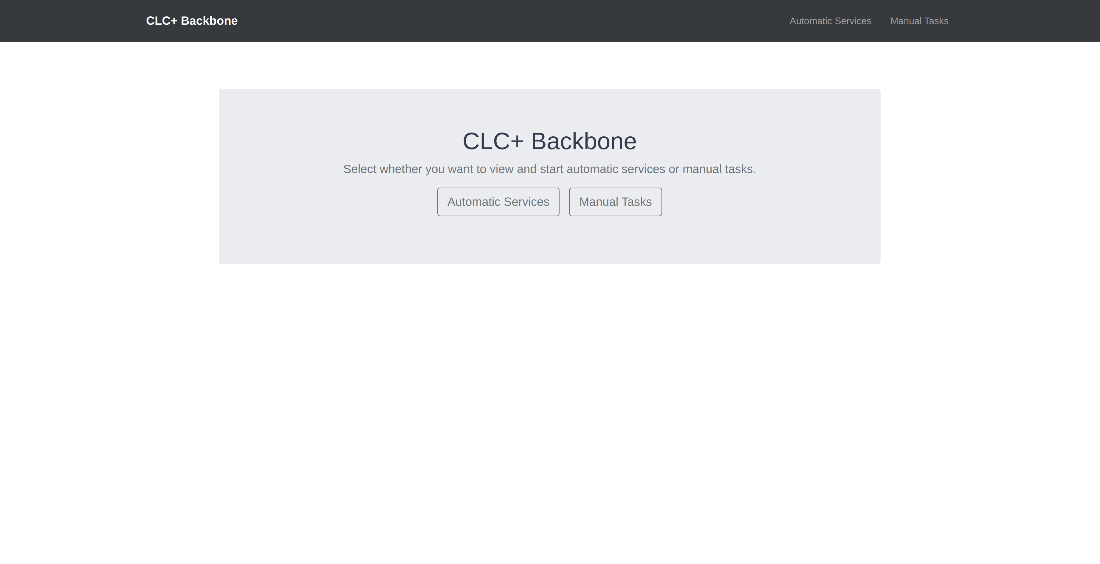 CLC+ Backbone
Automatic Services Manual Tasks
CLC+ Backbone
Select whether you want to view and start automatic services or manual tasks.
Automatic Services Manual Tasks